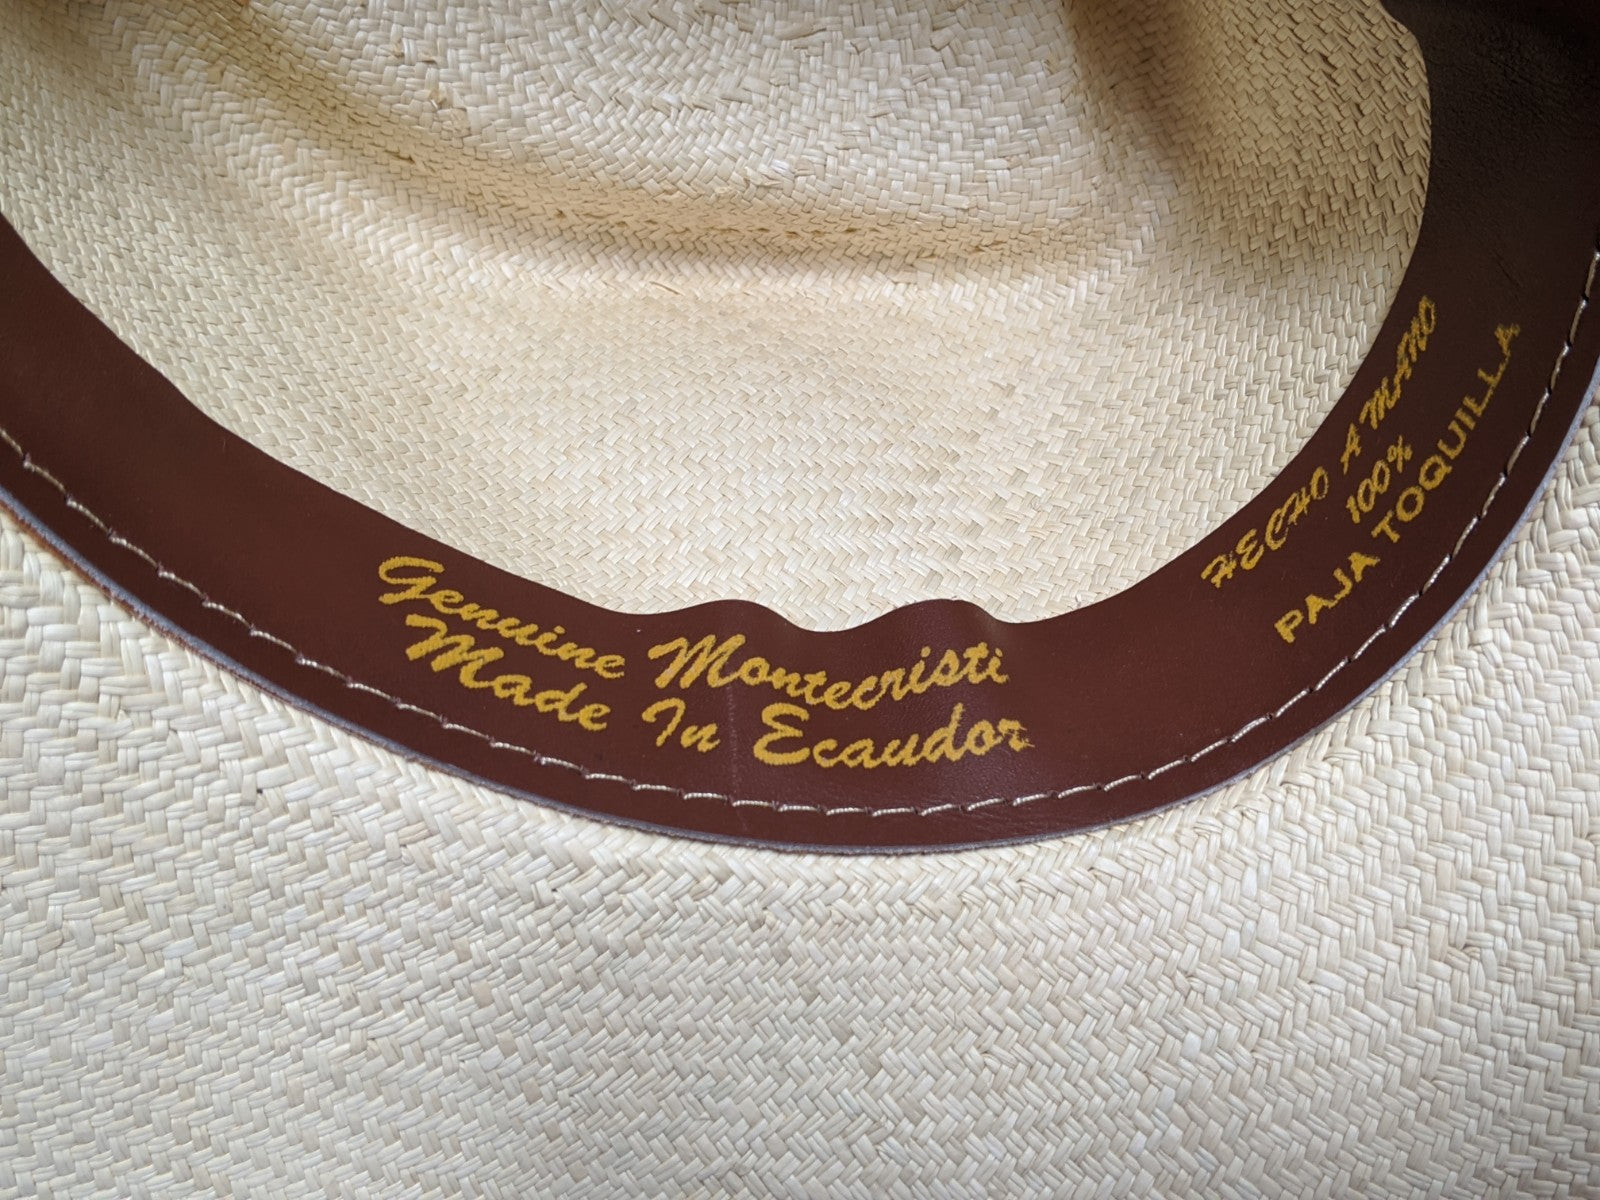 Genuine Montecristi
Made In Ecaudor
HECHO A MANO
100%
PAJA TOQUILLA